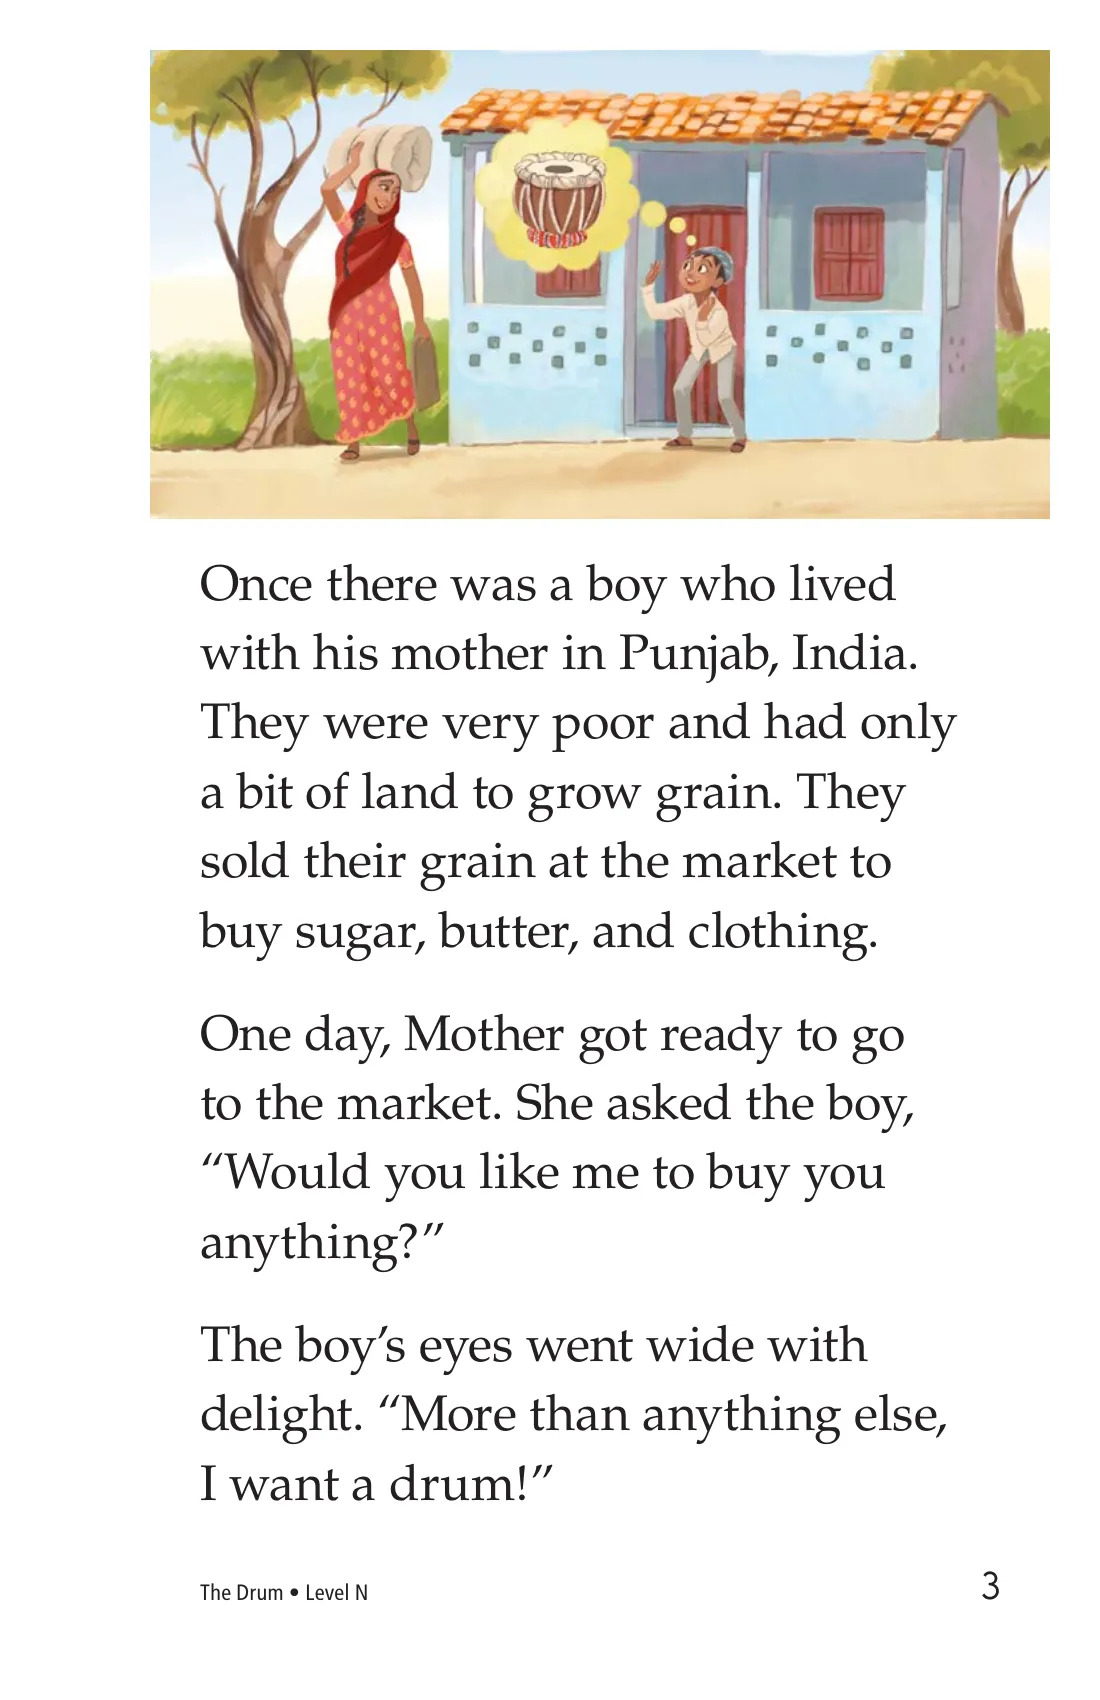 Once there was a boy who lived
with his mother in Punjab, India.
They were very poor and had only
a bit of land to grow grain. They
sold their grain at the market to
buy sugar, butter, and clothing.
One day, Mother got ready to go
to the market. She asked the boy,
“Would you like me to buy you
anything?”
The boy’s eyes went wide with
delight. “More than anything else,
I want a drum!”
The Drum • Level N
3